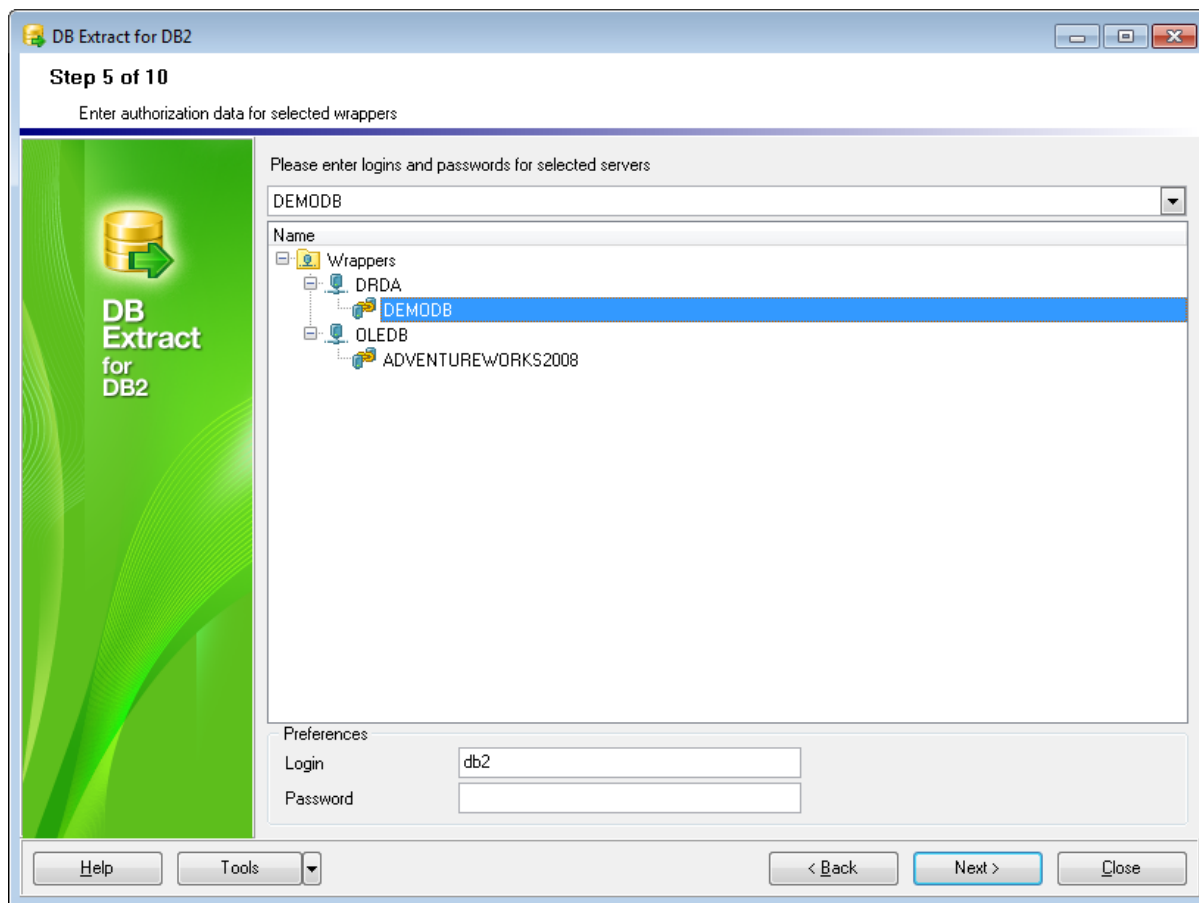 DB Extract for DB2
Step 5 of 10
Enter authorization data for selected wrappers
Please enter logins and passwords for selected servers
DEMODB
Name
Wrappers
DRDA
DEMODB
OLEDB
ADVENTUREWORKS2008
DB
Extract
for
DB2
Preferences
Login db2
Password
Help Tools < Back Next > Close